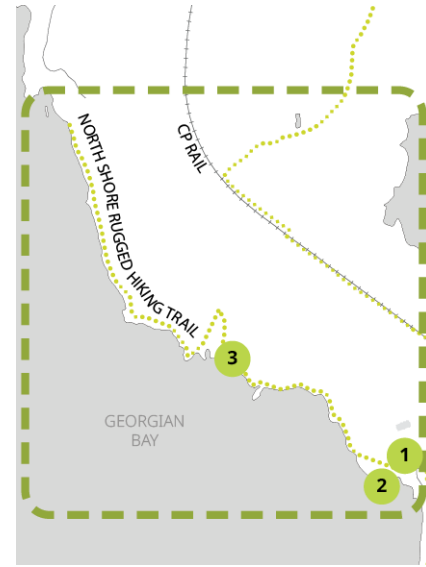 NORTH SHORE RUGGED HIKING TRAIL
CP RAIL
3
GEORGIAN
BAY
1
2